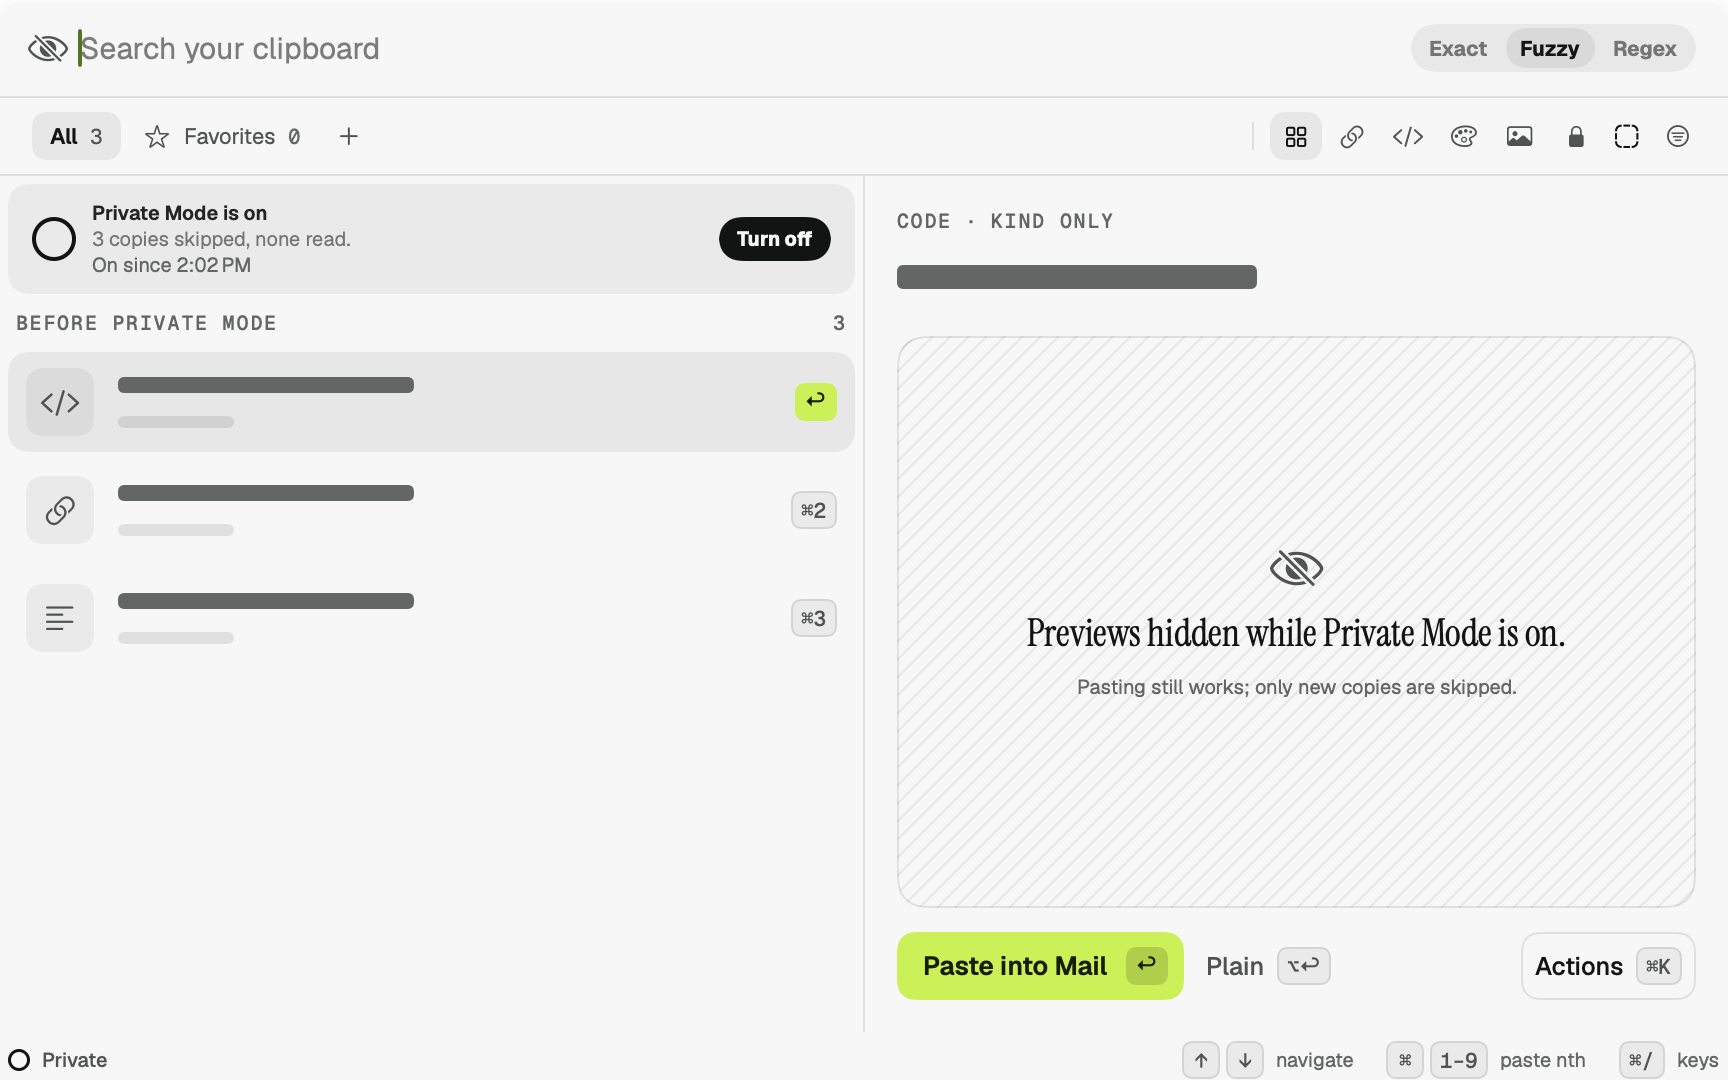 Search your clipboard
Exact Fuzzy Regex
All 3 Favorites 0 +
Private Mode is on
3 copies skipped, none read.
On since 2:02 PM
Turn off
BEFORE PRIVATE MODE 3
⌘2
⌘3
CODE · KIND ONLY
Previews hidden while Private Mode is on.
Pasting still works; only new copies are skipped.
Paste into Mail ↩ Plain ⌥↩ Actions ⌘K
Private
↑ ↓ navigate ⌘ 1–9 paste nth ⌘/ keys